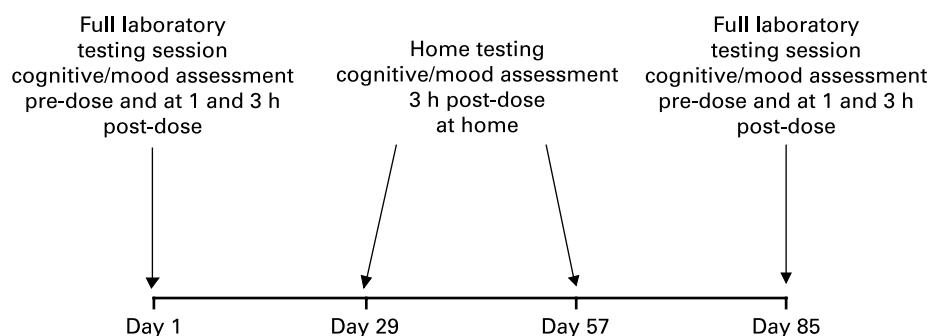 Full laboratory
testing session
cognitive/mood assessment
pre-dose and at 1 and 3 h
post-dose
Home testing
cognitive/mood assessment
3 h post-dose
at home
Full laboratory
testing session
cognitive/mood assessment
pre-dose and at 1 and 3 h
post-dose
Day 1
Day 29
Day 57
Day 85